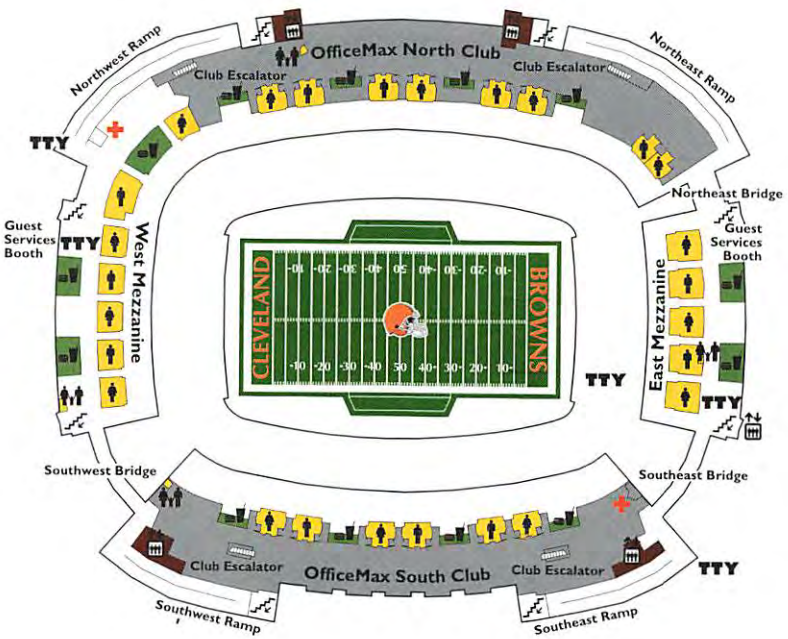 Northwest Ramp
OfficeMax North Club
Northeast Ramp
Club Escalator
Club Escalator
TTY
Northeast Bridge
Guest
Services
Booth
TTY
West Mezzanine
Guest
Services
Booth
East Mezzanine
CLEVELAND
-10 -20- -30- -40- 50 -40- -30- -20- -10-
BROWNS
-10 -20 -30 -40 50 40- 30- 20- 10-
TTY
TTY
Southwest Bridge
Southeast Bridge
Club Escalator
OfficeMax South Club
Club Escalator
TTY
Southwest Ramp
Southeast Ramp